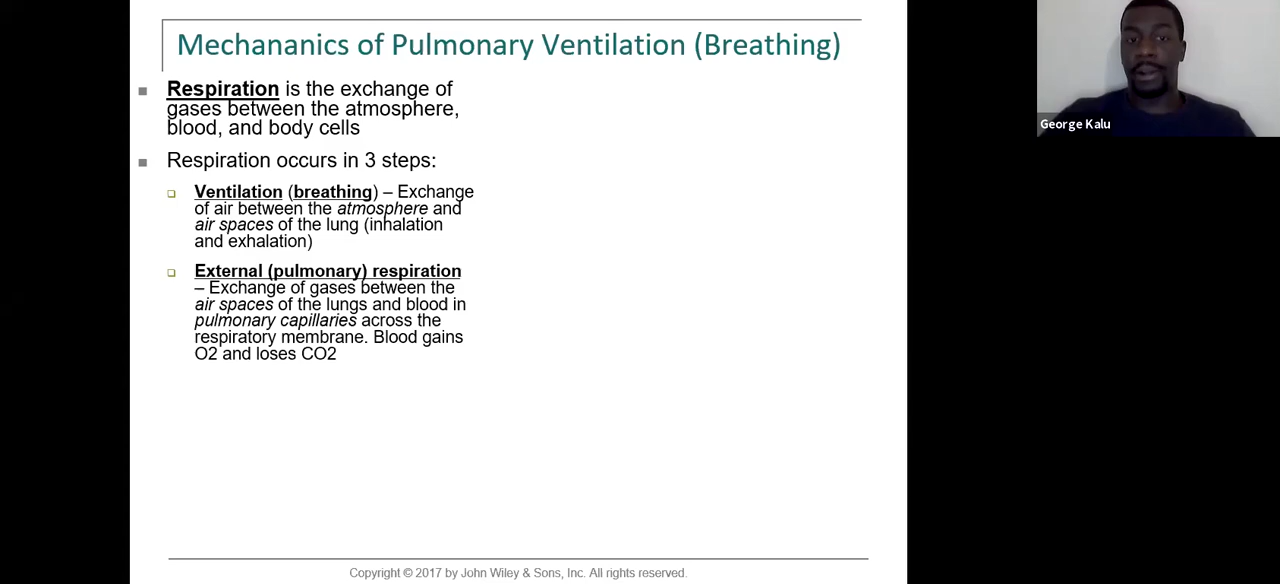 Mechananics of Pulmonary Ventilation (Breathing)
Respiration is the exchange of
gases between the atmosphere,
blood, and body cells
Respiration occurs in 3 steps:
Ventilation (breathing) – Exchange
of air between the atmosphere and
air spaces of the lung (inhalation
and exhalation)
External (pulmonary) respiration
– Exchange of gases between the
air spaces of the lungs and blood in
pulmonary capillaries across the
respiratory membrane. Blood gains
O2 and loses CO2
Copyright © 2017 by John Wiley & Sons, Inc. All rights reserved.
George Kalu